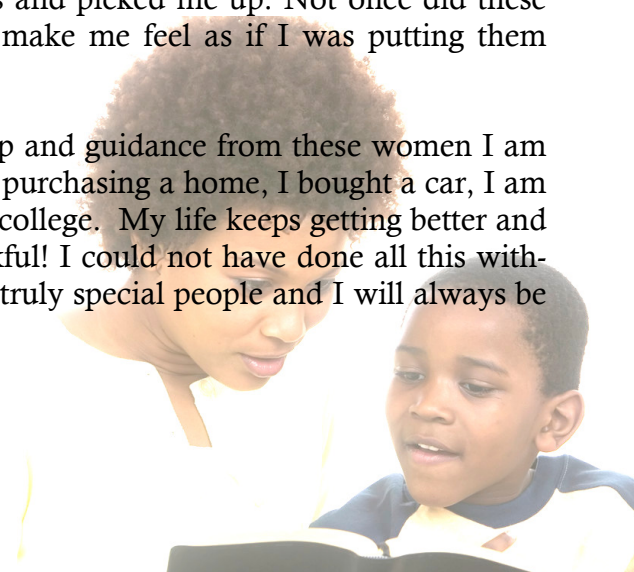 s and picked me up. Not once did these
make me feel as if I was putting them
p and guidance from these women I am
purchasing a home, I bought a car, I am
college. My life keeps getting better and
kful! I could not have done all this with-
truly special people and I will always be